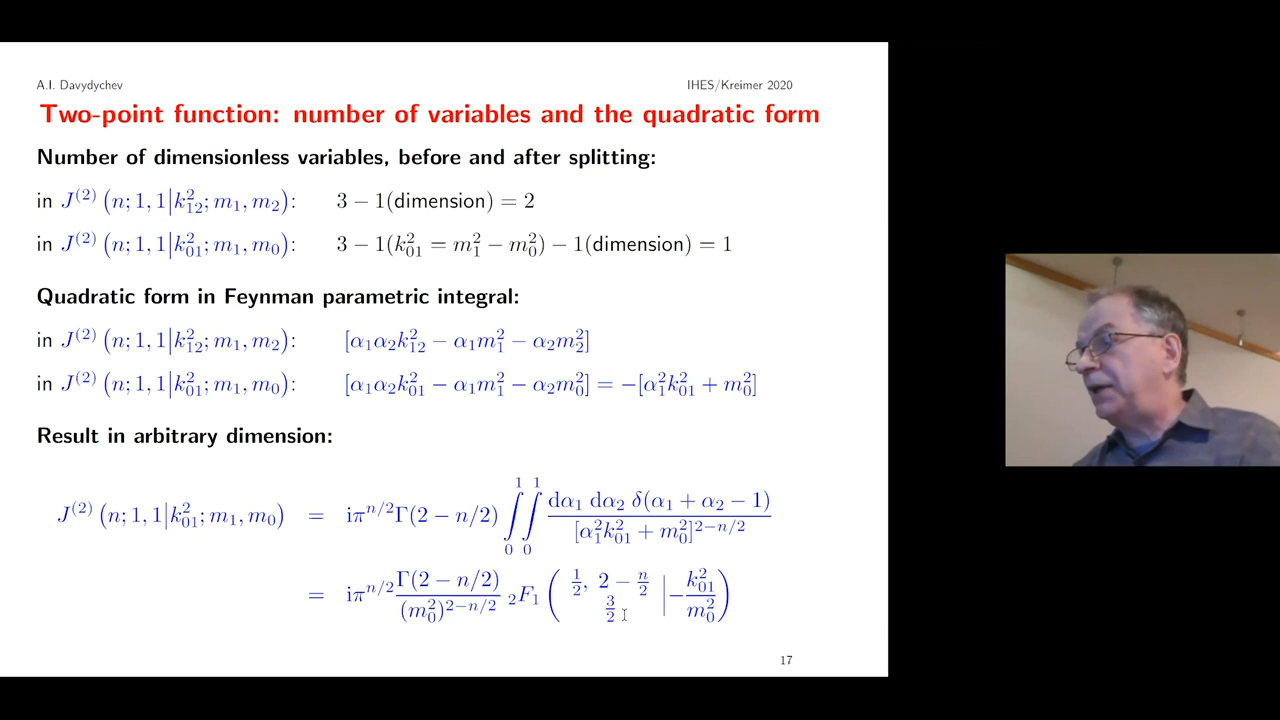 A.I. Davydychev IHES/Kreimer 2020
Two-point function: number of variables and the quadratic form
Number of dimensionless variables, before and after splitting:
in J^{(2)}(n; 1, 1|k_{12}^2; m_1, m_2): 3 − 1(dimension) = 2
in J^{(2)}(n; 1, 1|k_{01}^2; m_1, m_0): 3 − 1(k_{01}^2 = m_1^2 − m_0^2) − 1(dimension) = 1
Quadratic form in Feynman parametric integral:
in J^{(2)}(n; 1, 1|k_{12}^2; m_1, m_2): [α_1α_2k_{12}^2 − α_1m_1^2 − α_2m_2^2]
in J^{(2)}(n; 1, 1|k_{01}^2; m_1, m_0): [α_1α_2k_{01}^2 − α_1m_1^2 − α_2m_0^2] = −[α_1^2k_{01}^2 + m_0^2]
Result in arbitrary dimension:
J^{(2)}(n; 1, 1|k_{01}^2; m_1, m_0) = iπ^{n/2}Γ(2 − n/2) ∫_0^1∫_0^1 \frac{dα_1 dα_2 δ(α_1 + α_2 − 1)}{[α_1^2k_{01}^2 + m_0^2]^{2−n/2}}
= iπ^{n/2} \frac{Γ(2 − n/2)}{(m_0^2)^{2−n/2}} _2F_1(\frac{1}{2}, 2 − \frac{n}{2} \frac{3}{2} | −\frac{k_{01}^2}{m_0^2})
17